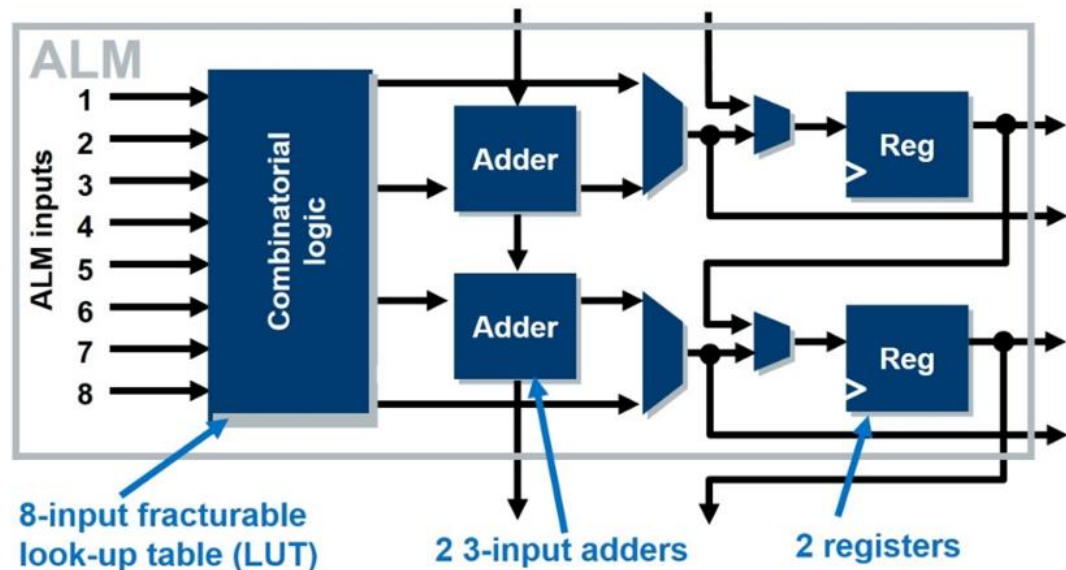 ALM
ALM inputs
1
2
3
4
5
6
7
8
Combinatorial
logic
Adder
Adder
Reg
Reg
8-input fracturable
look-up table (LUT)
2 3-input adders
2 registers